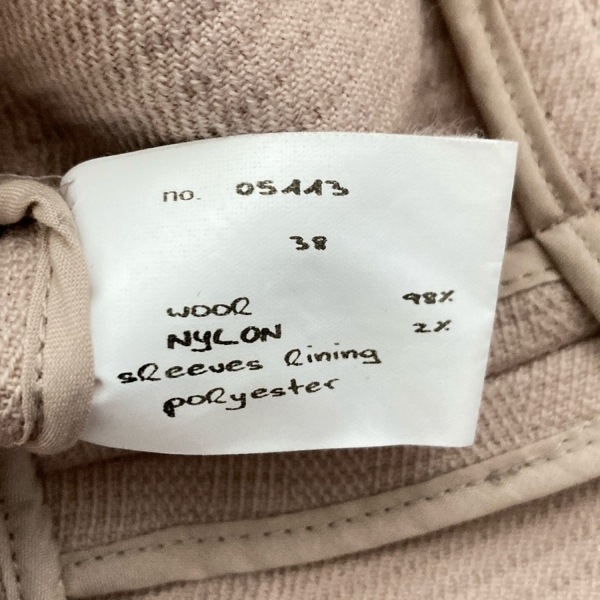 no. 05113
38
wool 98%
NYLON 2%
sleeves lining
polyester